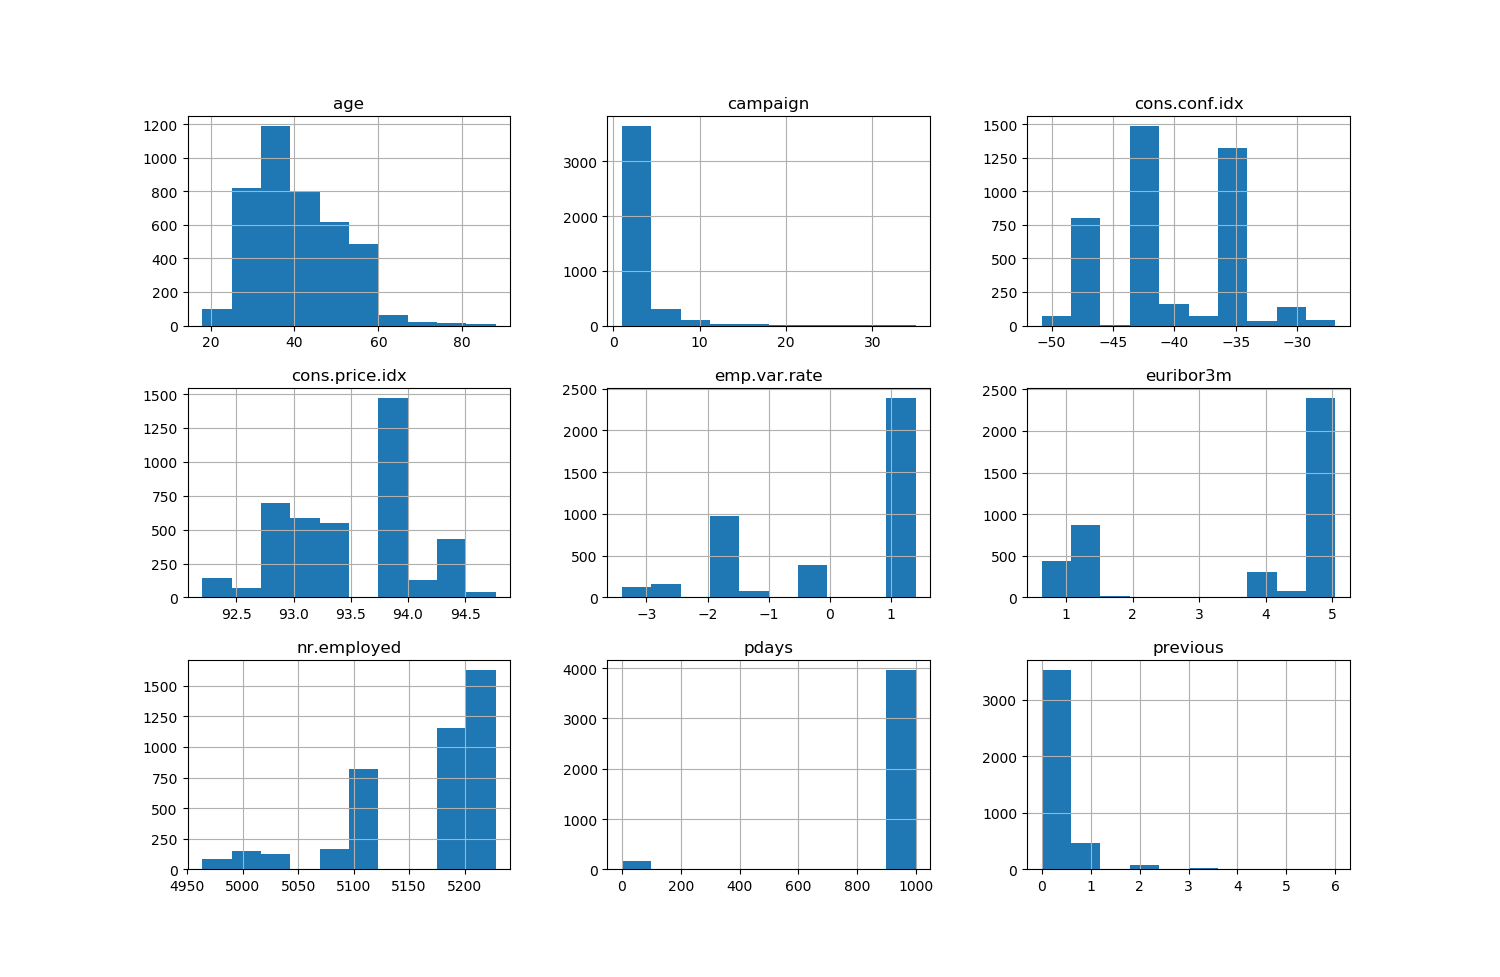 age
1200
1000
800
600
400
200
0
20 40 60 80
campaign
3000
2000
1000
0
0 10 20 30
cons.conf.idx
1500
1250
1000
750
500
250
0
−50 −45 −40 −35 −30
cons.price.idx
1500
1250
1000
750
500
250
0
92.5 93.0 93.5 94.0 94.5
emp.var.rate
2500
2000
1500
1000
500
0
−3 −2 −1 0 1
euribor3m
2500
2000
1500
1000
500
0
1 2 3 4 5
nr.employed
1500
1250
1000
750
500
250
0
4950 5000 5050 5100 5150 5200
pdays
4000
3000
2000
1000
0
0 200 400 600 800 1000
previous
3000
2000
1000
0
0 1 2 3 4 5 6